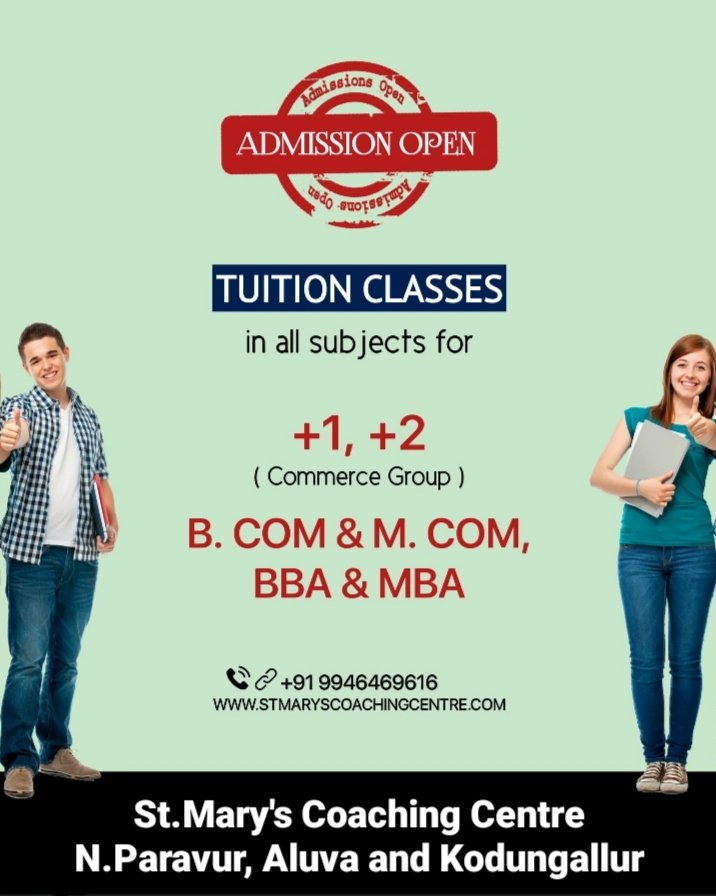 Admissions Open
ADMISSION OPEN
Admissions Open
TUITION CLASSES
in all subjects for
+1, +2
( Commerce Group )
B. COM & M. COM,
BBA & MBA
+91 9946469616
WWW.STMARYSCOACHINGCENTRE.COM
St.Mary's Coaching Centre
N.Paravur, Aluva and Kodungallur